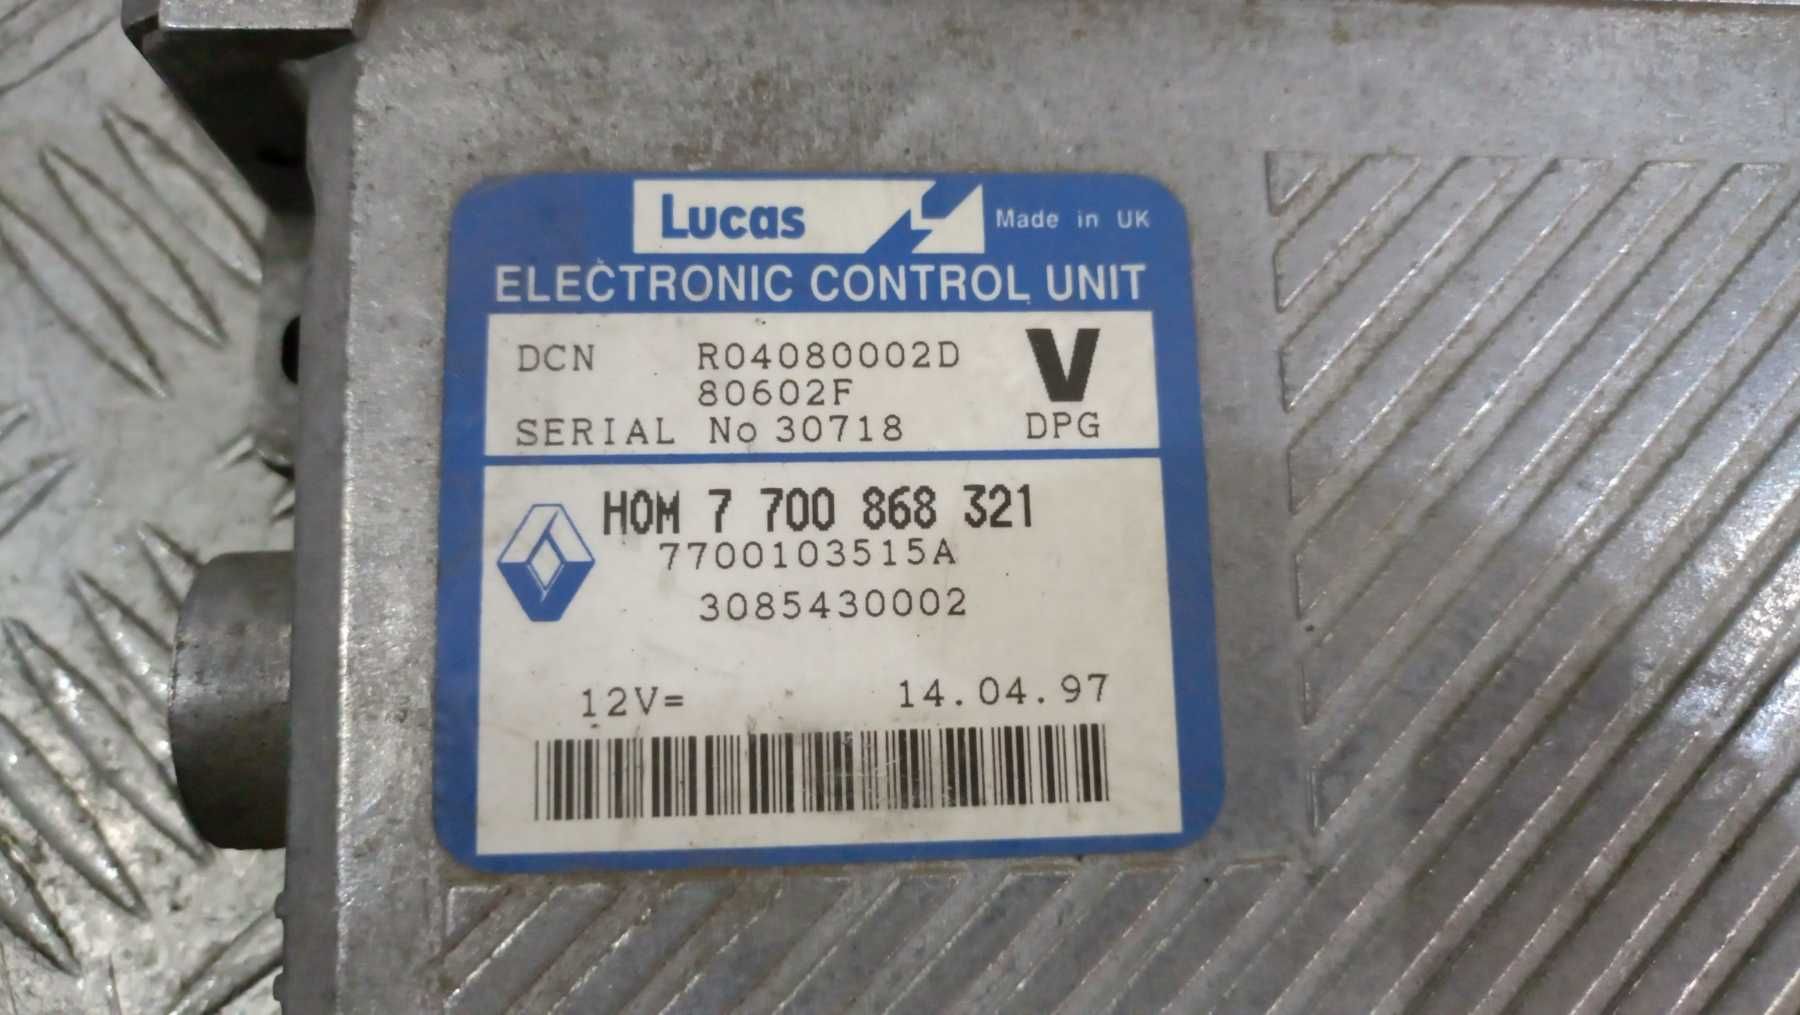 Lucas Made in UK
ELECTRONIC CONTROL UNIT
DCN R04080002D V
80602F
SERIAL No 30718 DPG
HOM 7 700 868 321
7700103515A
3085430002
12V= 14.04.97